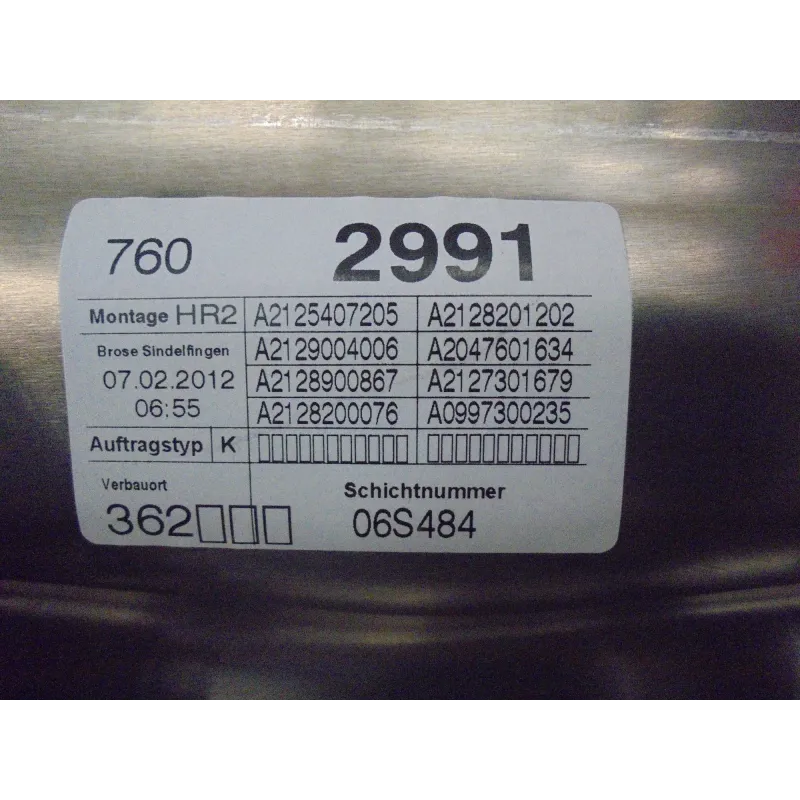 760 2991
Montage HR2 A2125407205 A2128201202
Brose Sindelfingen A2129004006 A2047601634
07.02.2012 A2128900867 A2127301679
06:55 A2128200076 A0997300235
Auftragstyp K ▯▯▯▯▯▯▯▯▯▯▯ ▯▯▯▯▯▯▯▯▯▯▯
Verbauort Schichtnummer
362▯▯▯ 06S484